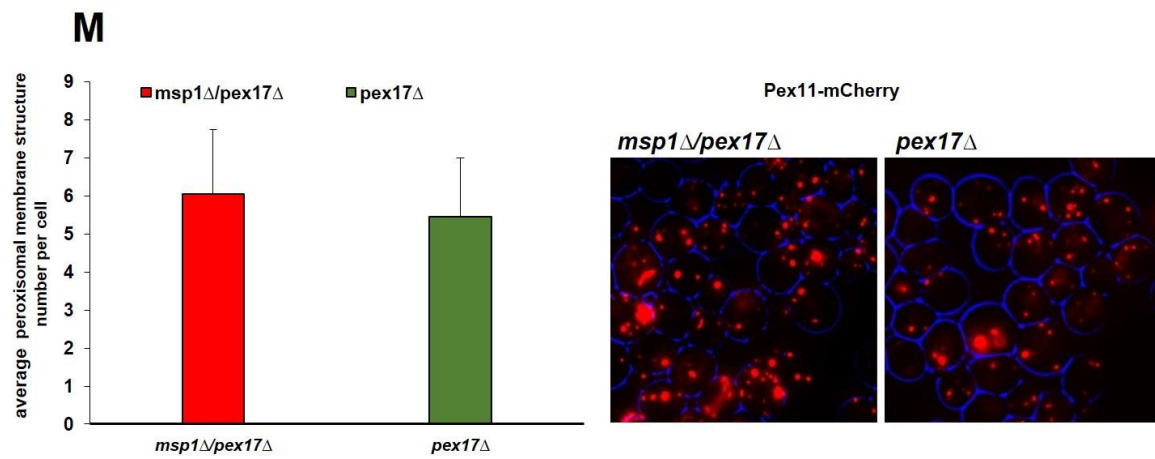 M
average peroxisomal membrane structure
number per cell
9
8
7
6
5
4
3
2
1
0
msp1Δ/pex17Δ
pex17Δ
msp1Δ/pex17Δ
pex17Δ
Pex11-mCherry
msp1Δ/pex17Δ
pex17Δ